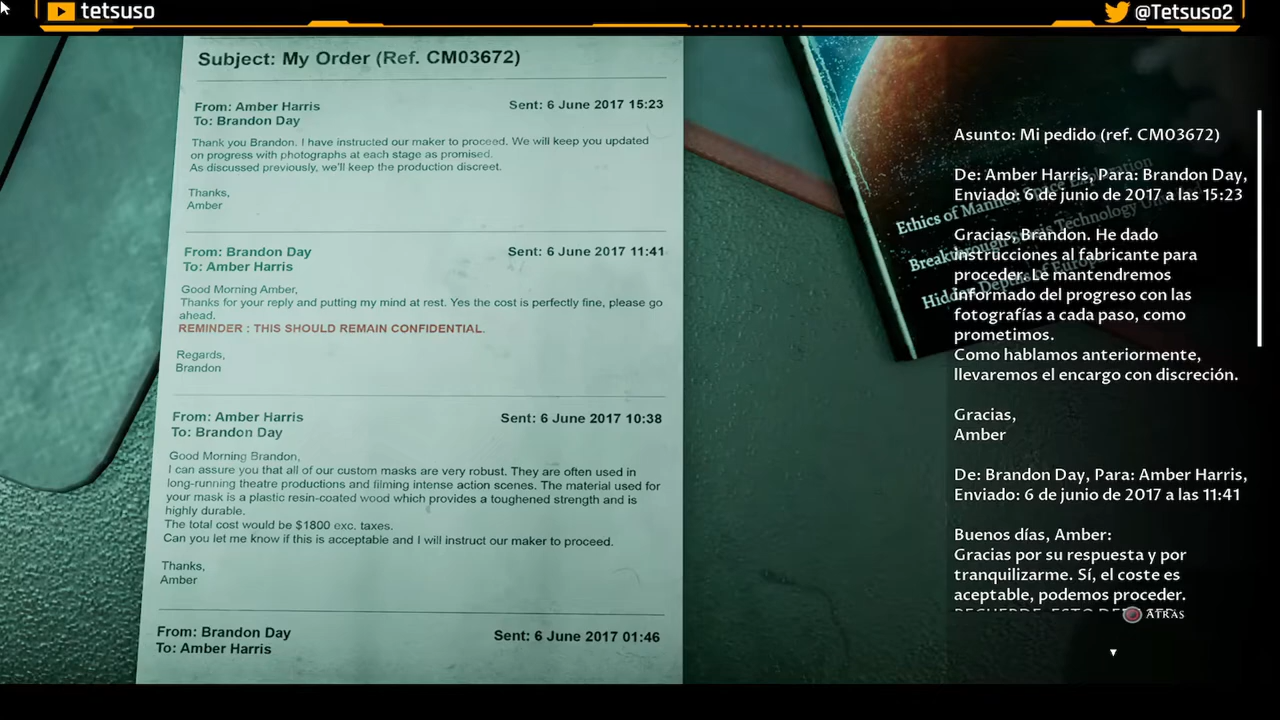 tetsuso
@Tetsuso2
Subject: My Order (Ref. CM03672)
From: Amber Harris
Sent: 6 June 2017 15:23
To: Brandon Day
Thank you Brandon. I have instructed our maker to proceed. We will keep you updated
on progress with photographs at each stage as promised.
As discussed previously, we'll keep the production discreet.
Thanks,
Amber
From: Brandon Day
Sent: 6 June 2017 11:41
To: Amber Harris
Good Morning Amber,
Thanks for your reply and putting my mind at rest. Yes the cost is perfectly fine, please go
ahead.
REMINDER : THIS SHOULD REMAIN CONFIDENTIAL.
Regards,
Brandon
From: Amber Harris
Sent: 6 June 2017 10:38
To: Brandon Day
Good Morning Brandon,
I can assure you that all of our custom masks are very robust. They are often used in
long-running theatre productions and filming intense action scenes. The material used for
your mask is a plastic resin-coated wood which provides a toughened strength and is
highly durable.
The total cost would be $1800 exc. taxes.
Can you let me know if this is acceptable and I will instruct our maker to proceed.
Thanks,
Amber
From: Brandon Day
Sent: 6 June 2017 01:46
To: Amber Harris
Ethics of Manned Space Exploration
Breakthrough Stasis Technology
Hidden Depths of Europa
Asunto: Mi pedido (ref. CM03672)
De: Amber Harris, Para: Brandon Day,
Enviado: 6 de junio de 2017 a las 15:23
Gracias, Brandon. He dado
instrucciones al fabricante para
proceder. Le mantendremos
informado del progreso con las
fotografías a cada paso, como
prometimos.
Como hablamos anteriormente,
llevaremos el encargo con discreción.
Gracias,
Amber
De: Brandon Day, Para: Amber Harris,
Enviado: 6 de junio de 2017 a las 11:41
Buenos días, Amber:
Gracias por su respuesta y por
tranquilizarme. Sí, el coste es
aceptable, podemos proceder.
ATRÁS